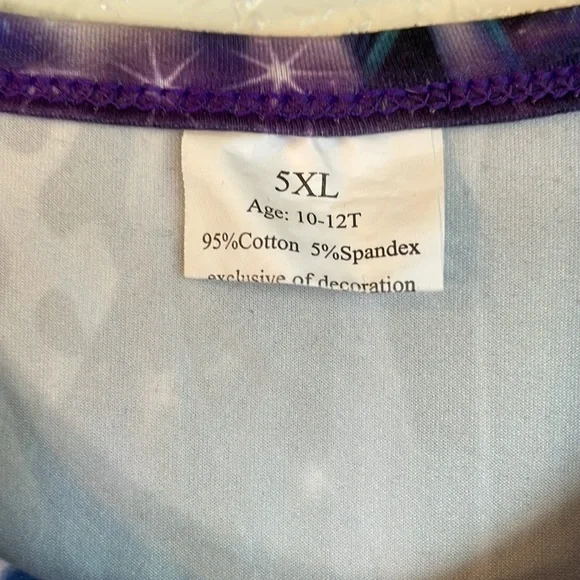 5XL
Age: 10-12T
95%Cotton 5%Spandex
exclusive of decoration